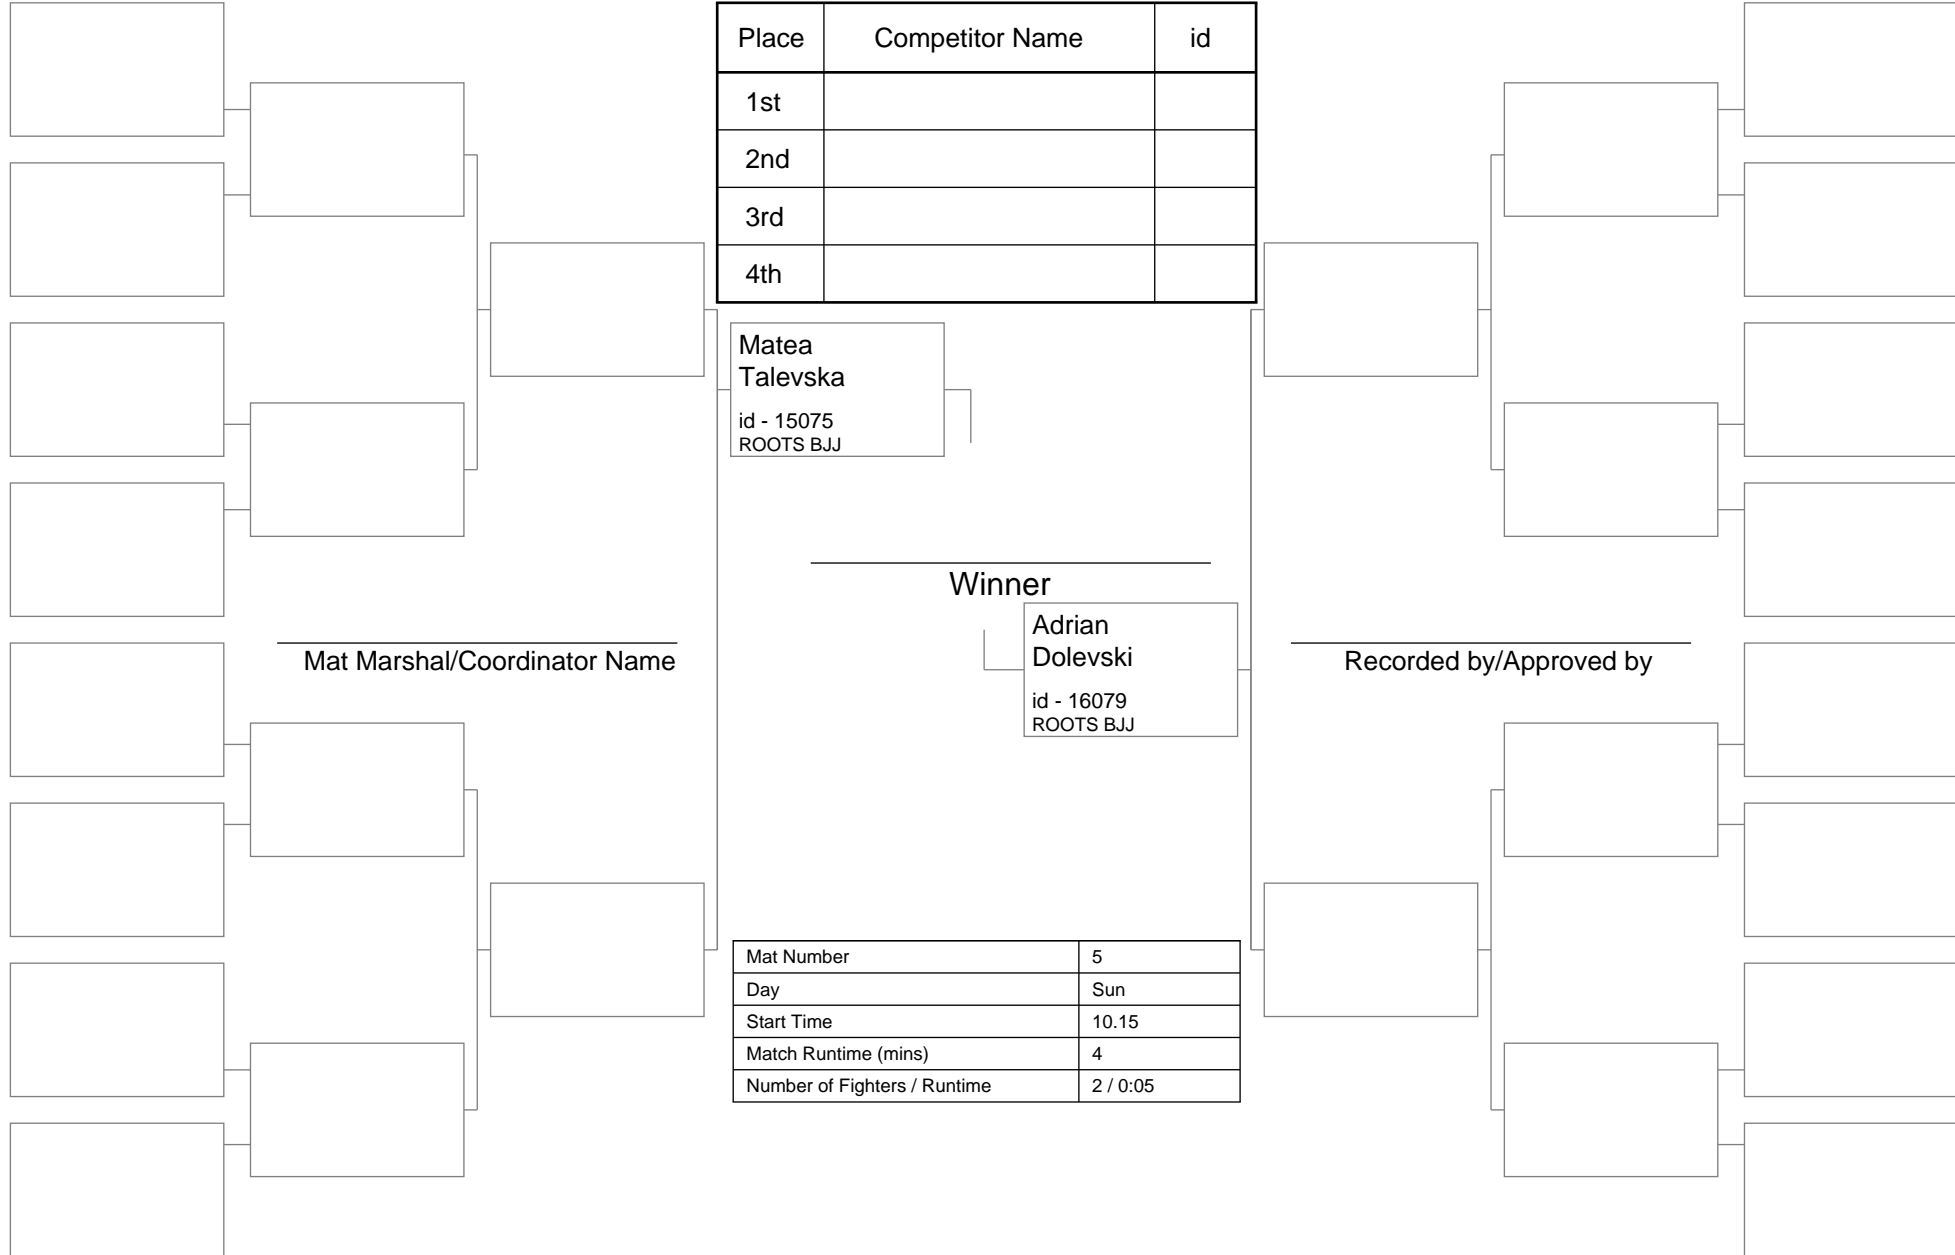 Place Competitor Name id
1st
2nd
3rd
4th
Matea
Talevska
id - 15075
ROOTS BJJ
Winner
Adrian
Dolevski
id - 16079
ROOTS BJJ
Mat Marshal/Coordinator Name
Recorded by/Approved by
Mat Number 5
Day Sun
Start Time 10.15
Match Runtime (mins) 4
Number of Fighters / Runtime 2 / 0:05